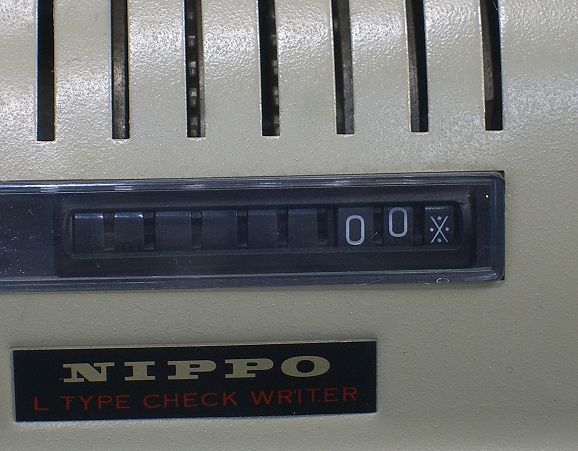 00※
NIPPO
L TYPE CHECK WRITER